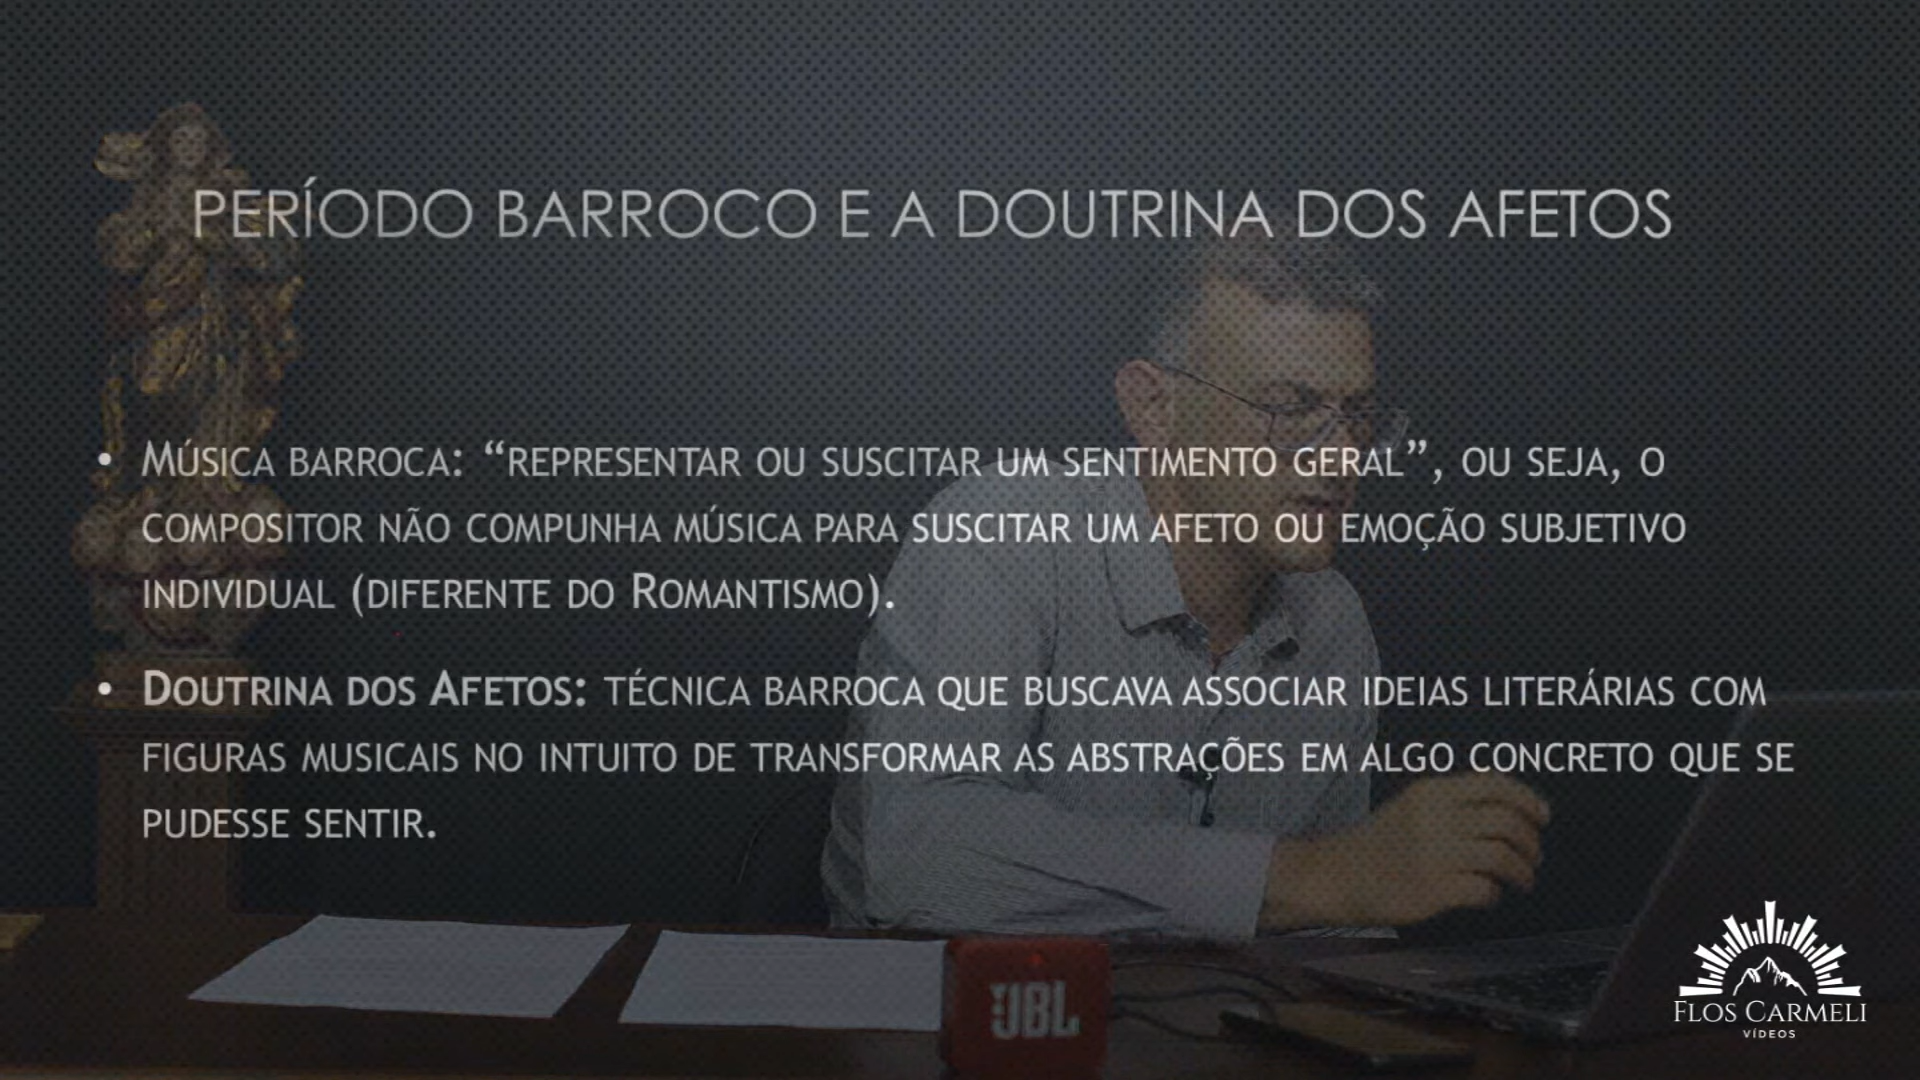 PERÍODO BARROCO E A DOUTRINA DOS AFETOS
• MÚSICA BARROCA: “REPRESENTAR OU SUSCITAR UM SENTIMENTO GERAL”, OU SEJA, O
COMPOSITOR NÃO COMPUNHA MÚSICA PARA SUSCITAR UM AFETO OU EMOÇÃO SUBJETIVO
INDIVIDUAL (DIFERENTE DO ROMANTISMO).
• DOUTRINA DOS AFETOS: TÉCNICA BARROCA QUE BUSCAVA ASSOCIAR IDEIAS LITERÁRIAS COM
FIGURAS MUSICAIS NO INTUITO DE TRANSFORMAR AS ABSTRAÇÕES EM ALGO CONCRETO QUE SE
PUDESSE SENTIR.
JBL
FLOS CARMELI
VÍDEOS